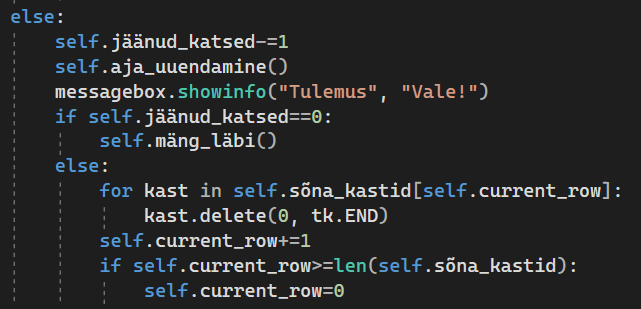 else:
    self.jäänud_katsed-=1
    self.aja_uuendamine()
    messagebox.showinfo("Tulemus", "Vale!")
    if self.jäänud_katsed==0:
        self.mäng_läbi()
    else:
        for kast in self.sõna_kastid[self.current_row]:
            kast.delete(0, tk.END)
        self.current_row+=1
        if self.current_row>=len(self.sõna_kastid):
            self.current_row=0